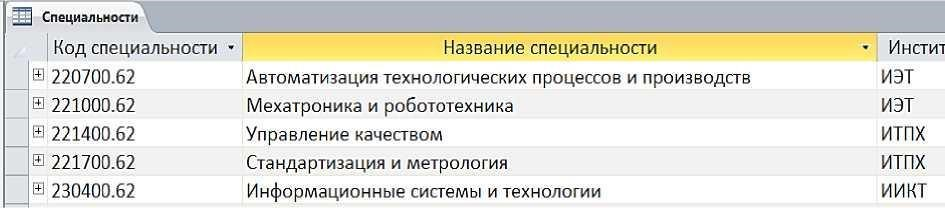 Специальности
Код специальности Название специальности Инстит
220700.62 Автоматизация технологических процессов и производств ИЭТ
221000.62 Мехатроника и робототехника ИЭТ
221400.62 Управление качеством ИТПХ
221700.62 Стандартизация и метрология ИТПХ
230400.62 Информационные системы и технологии ИИКТ